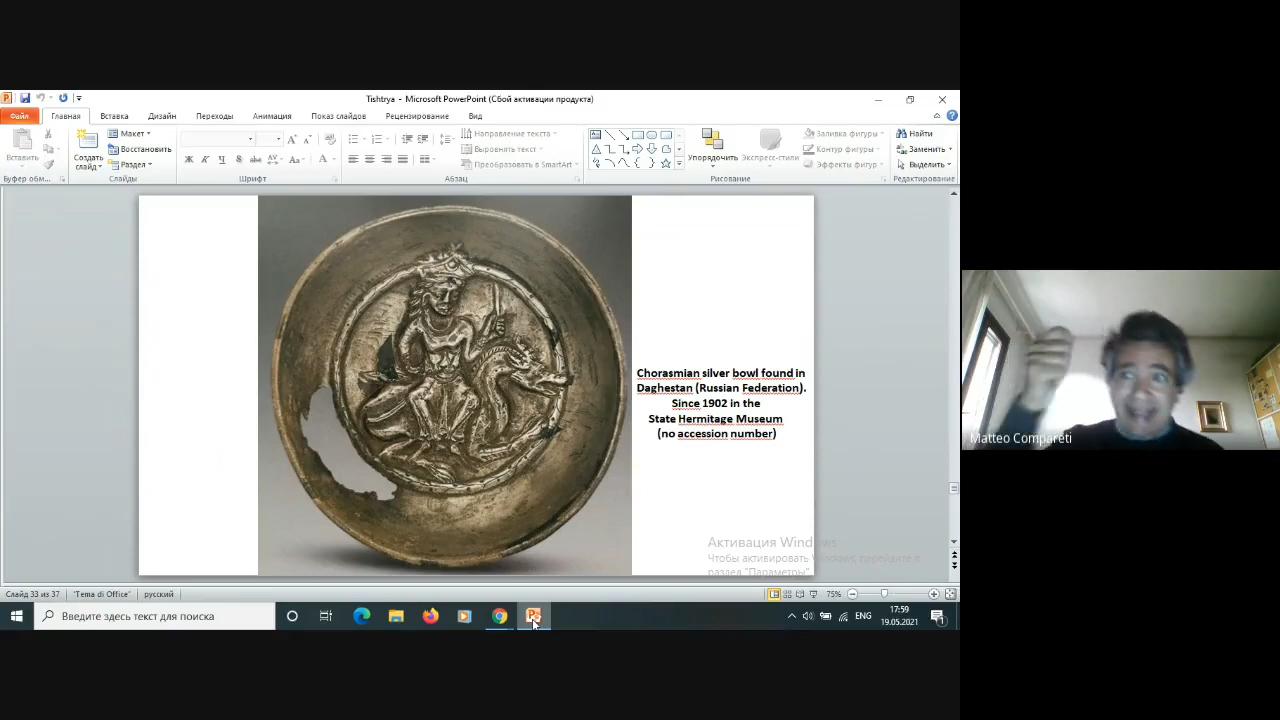 Tishtrya - Microsoft PowerPoint (Сбой активации продукта)
Файл Главная Вставка Дизайн Переходы Анимация Показ слайдов Рецензирование Вид
Вставить
Буфер обм...
Создать слайд
Макет
Восстановить
Раздел
Слайды
Ж К Ч S abc AV Aa A
Шрифт
Направление текста
Выровнять текст
Преобразовать в SmartArt
Абзац
Упорядочить
Экспресс-стили
Заливка фигуры
Контур фигуры
Эффекты фигур
Рисование
Найти
Заменить
Выделить
Редактирование
Chorasmian silver bowl found in
Daghestan (Russian Federation).
Since 1902 in the
State Hermitage Museum
(no accession number)
Matteo Compareti
Активация Windows
Чтобы активировать Windows, перейдите в
раздел "Параметры"
Слайд 33 из 37 "Tema di Office" русский 75%
Введите здесь текст для поиска
ENG
17:59
19.05.2021